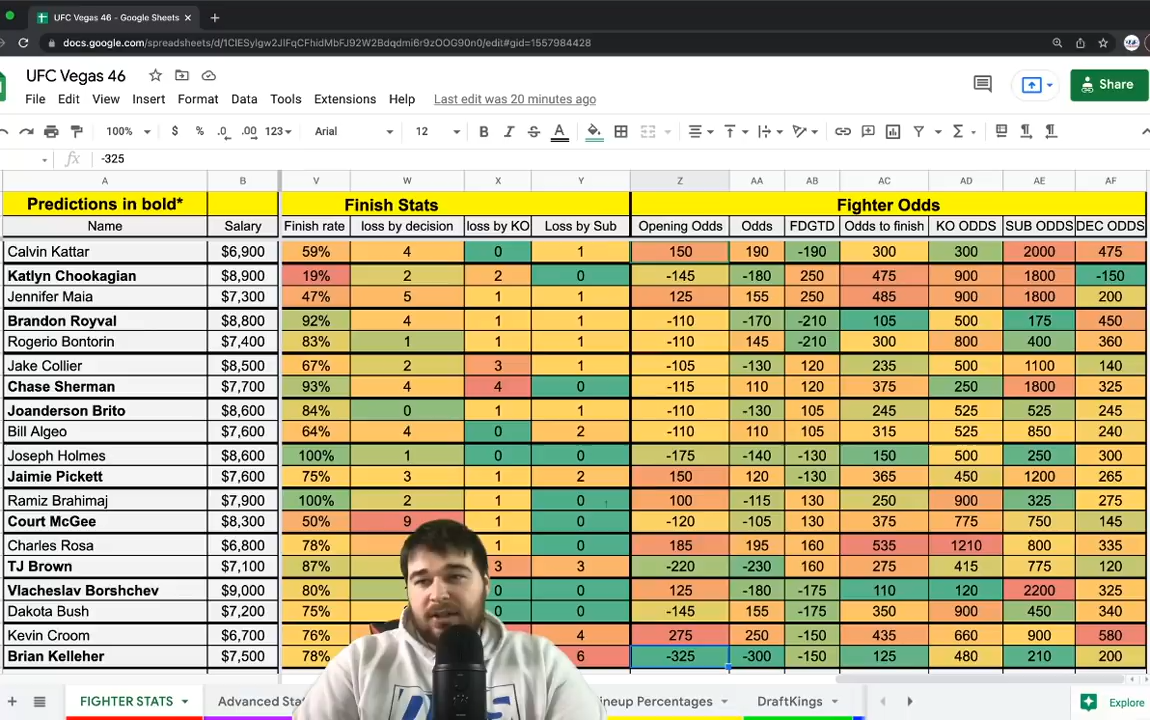 UFC Vegas 46 - Google Sheets
docs.google.com/spreadsheets/d/1ClESylgw2JlFqCFhidMbFJ92W2Bdqdmi6r9zOOG90n0/edit#gid=1557984428
UFC Vegas 46
File Edit View Insert Format Data Tools Extensions Help Last edit was 20 minutes ago
Share
100% $ % .0 .00 123 Arial 12 B I S A
fx -325
A B V W X Y Z AA AB AC AD AE AF
Predictions in bold* Finish Stats Fighter Odds
Name Salary Finish rate loss by decision loss by KO Loss by Sub Opening Odds Odds FDGTD Odds to finish KO ODDS SUB ODDS DEC ODDS
Calvin Kattar $6,900 59% 4 0 1 150 190 -190 300 300 2000 475
Katlyn Chookagian $8,900 19% 2 2 0 -145 -180 250 475 900 1800 -150
Jennifer Maia $7,300 47% 5 1 1 125 155 250 485 900 1800 200
Brandon Royval $8,800 92% 4 1 1 -110 -170 -210 105 500 175 450
Rogerio Bontorin $7,400 83% 1 1 1 -110 145 -210 300 800 400 360
Jake Collier $8,500 67% 2 3 1 -105 -130 120 235 500 1100 140
Chase Sherman $7,700 93% 4 4 0 -115 110 120 375 250 1800 325
Joanderson Brito $8,600 84% 0 1 1 -110 -130 105 245 525 525 245
Bill Algeo $7,600 64% 4 0 2 -110 110 105 315 525 850 240
Joseph Holmes $8,600 100% 1 0 0 -175 -140 -130 150 500 250 300
Jaimie Pickett $7,600 75% 3 1 2 150 120 -130 365 450 1200 265
Ramiz Brahimaj $7,900 100% 2 1 0 100 -115 130 250 900 325 275
Court McGee $8,300 50% 9 1 0 -120 -105 130 375 775 750 145
Charles Rosa $6,800 78% 1 0 185 195 160 535 1210 800 335
TJ Brown $7,100 87% 3 3 -220 -230 160 275 415 775 120
Vlacheslav Borshchev $9,000 80% 0 0 125 -180 -175 110 120 2200 325
Dakota Bush $7,200 75% 0 0 -145 155 -175 350 900 450 340
Kevin Croom $6,700 76% 4 275 250 -150 435 660 900 580
Brian Kelleher $7,500 78% 6 -325 -300 -150 125 480 210 200
FIGHTER STATS Advanced Sta ineup Percentages DraftKings Explore